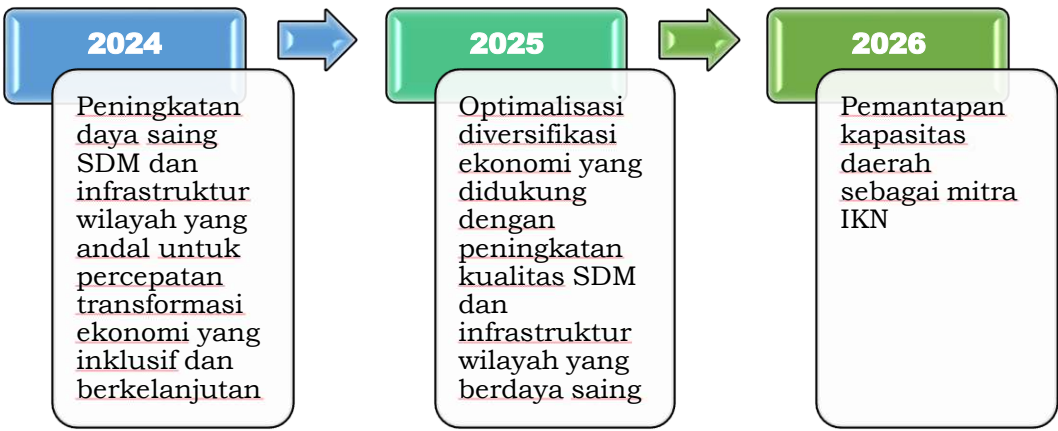 2024
Peningkatan
daya saing
SDM dan
infrastruktur
wilayah yang
andal untuk
percepatan
transformasi
ekonomi yang
inklusif dan
berkelanjutan
2025
Optimalisasi
diversifikasi
ekonomi yang
didukung
dengan
peningkatan
kualitas SDM
dan
infrastruktur
wilayah yang
berdaya saing
2026
Pemantapan
kapasitas
daerah
sebagai mitra
IKN